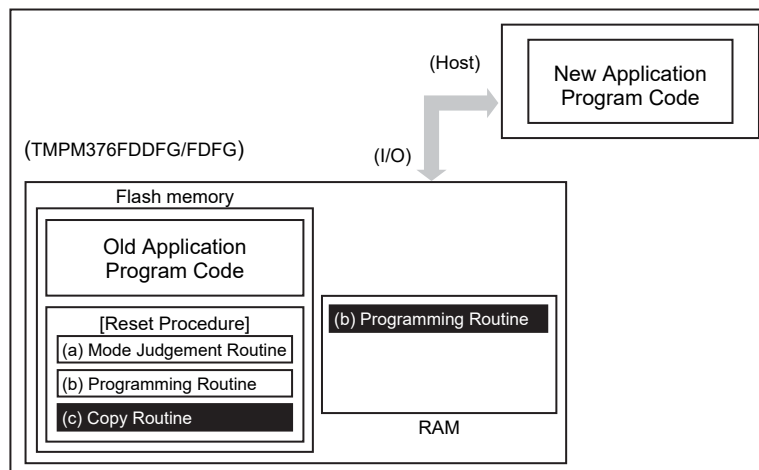 (Host)
New Application
Program Code
(TMPM376FDDFG/FDFG)
(I/O)
Flash memory
Old Application
Program Code
[Reset Procedure]
(a) Mode Judgement Routine
(b) Programming Routine
(c) Copy Routine
(b) Programming Routine
RAM